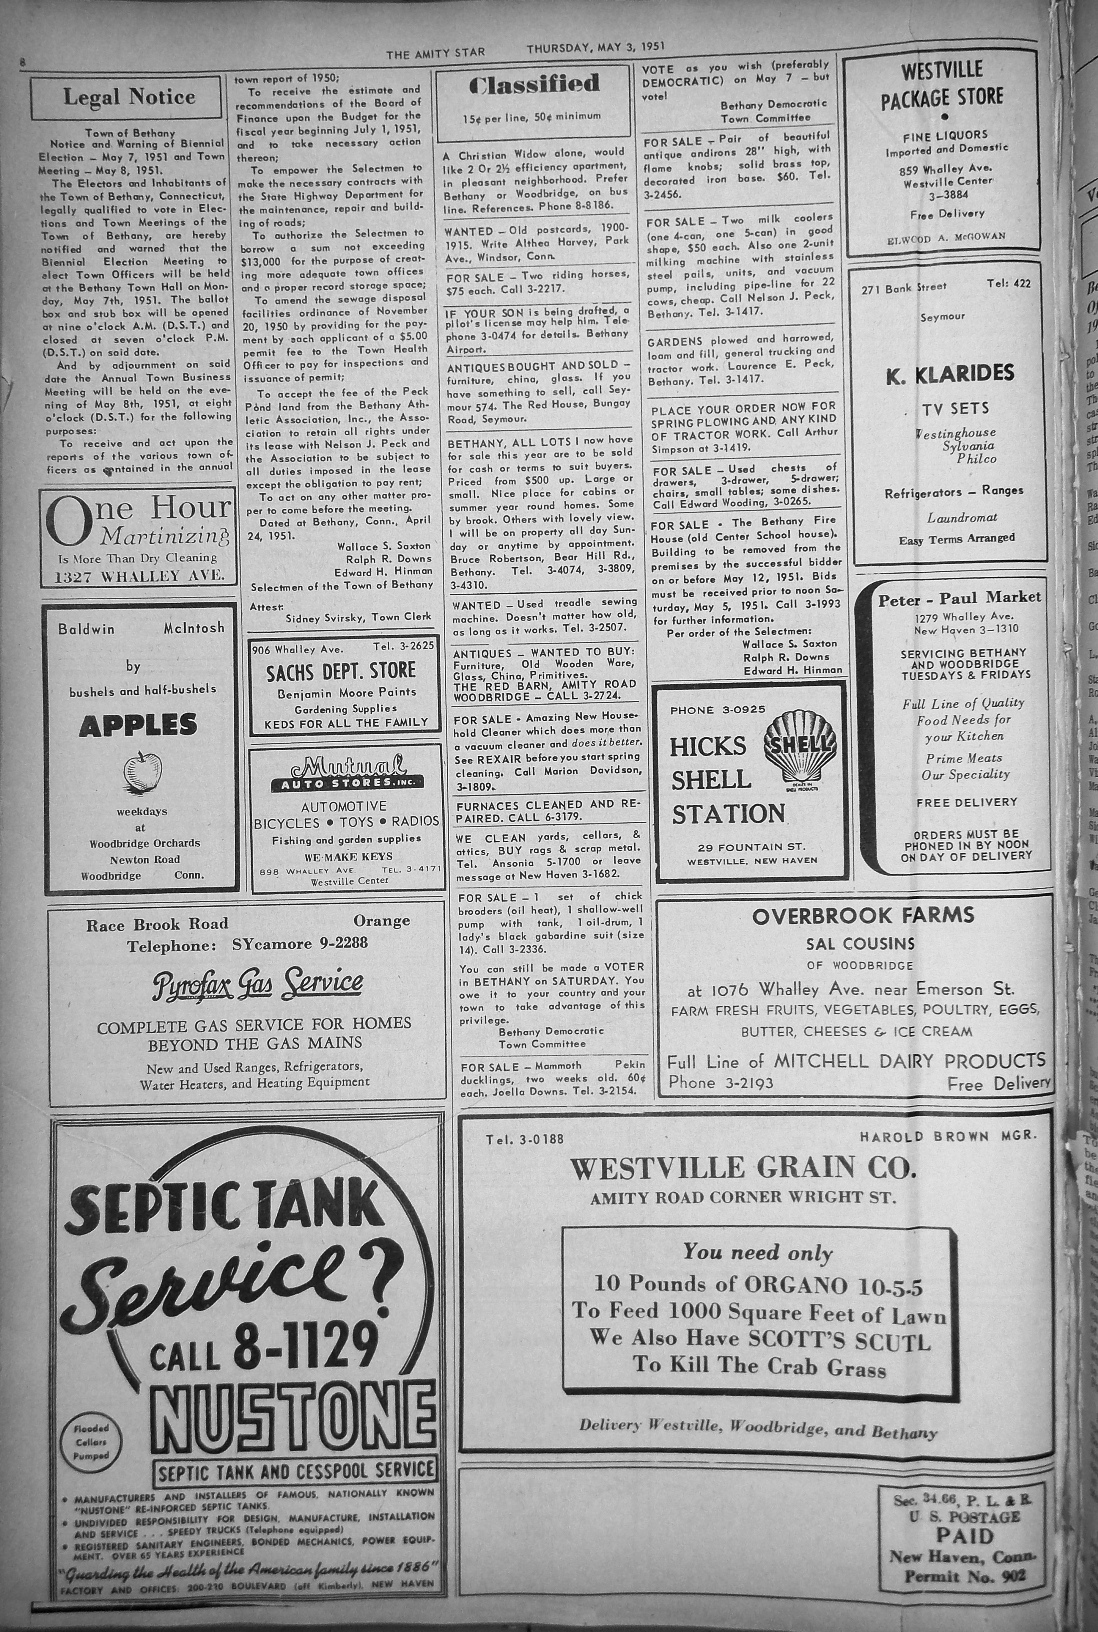 8
THE AMITY STAR THURSDAY, MAY 3, 1951
Legal Notice
Town of Bethany
Notice and Warning of Biennial
Election — May 7, 1951 and Town
Meeting — May 8, 1951.
The Electors and Inhabitants of
the Town of Bethany, Connecticut,
legally qualified to vote in Elec-
tions and Town Meetings of the
Town of Bethany, are hereby
notified and warned that the
Biennial Election Meeting to
elect Town Officers will be held
at the Bethany Town Hall on Mon-
day, May 7th, 1951. The ballot
box and stub box will be opened
at nine o'clock A.M. (D.S.T.) and
closed at seven o'clock P.M.
(D.S.T.) on said date.
And by adjournment on said
date the Annual Town Business
Meeting will be held on the eve-
ning of May 8th, 1951, at eight
o'clock (D.S.T.) for the following
purposes:
To receive and act upon the
reports of the various town of-
ficers as contained in the annual
One Hour
Martinizing
Is More Than Dry Cleaning
1327 WHALLEY AVE.
Baldwin McIntosh
by
bushels and half-bushels
APPLES
weekdays
at
Woodbridge Orchards
Newton Road
Woodbridge Conn.
town report of 1950;
To receive the estimate and
recommendations of the Board of
Finance upon the Budget for the
fiscal year beginning July 1, 1951,
and to take necessary action
thereon;
To empower the Selectmen to
make the necessary contracts with
the State Highway Department for
the maintenance, repair and build-
ing of roads;
To authorize the Selectmen to
borrow a sum not exceeding
$13,000 for the purpose of creat-
ing more adequate town offices
and a proper record storage space;
To amend the sewage disposal
facilities ordinance of November
20, 1950 by providing for the pay-
ment by each applicant of a $5.00
permit fee to the Town Health
Officer to pay for inspections and
issuance of permit;
To accept the fee of the Peck
Pond land from the Bethany Ath-
letic Association, Inc., the Asso-
ciation to retain all rights under
its lease with Nelson J. Peck and
the Association to be subject to
all duties imposed in the lease
except the obligation to pay rent;
To act on any other matter pro-
per to come before the meeting.
Dated at Bethany, Conn., April
24, 1951.
Wallace S. Saxton
Ralph R. Downs
Edward H. Hinman
Selectmen of the Town of Bethany
Attest:
Sidney Svirsky, Town Clerk
906 Whalley Ave. Tel. 3-2625
SACHS DEPT. STORE
Benjamin Moore Paints
Gardening Supplies
KEDS FOR ALL THE FAMILY
Mutual
AUTO STORES, INC.
AUTOMOTIVE
BICYCLES • TOYS • RADIOS
Fishing and garden supplies
WE MAKE KEYS
898 WHALLEY AVE TEL. 3-4171
Westville Center
Race Brook Road Orange
Telephone: SYcamore 9-2288
Pyrofax Gas Service
COMPLETE GAS SERVICE FOR HOMES
BEYOND THE GAS MAINS
New and Used Ranges, Refrigerators,
Water Heaters, and Heating Equipment
SEPTIC TANK
Service?
CALL 8-1129
NUSTONE
Flooded
Cellars
Pumped
SEPTIC TANK AND CESSPOOL SERVICE
• MANUFACTURERS AND INSTALLERS OF FAMOUS, NATIONALLY KNOWN
"NUSTONE" RE-INFORCED SEPTIC TANKS.
• UNDIVIDED RESPONSIBILITY FOR DESIGN, MANUFACTURE, INSTALLATION
AND SERVICE . . . SPEEDY TRUCKS (Telephone equipped)
• REGISTERED SANITARY ENGINEERS, BONDED MECHANICS, POWER EQUIP-
MENT. OVER 65 YEARS EXPERIENCE
"Guarding the Health of the American family since 1886"
FACTORY AND OFFICES: 200-210 BOULEVARD (off Kimberly), NEW HAVEN
Classified
15¢ per line, 50¢ minimum
A Christian Widow alone, would
like 2 Or 2½ efficiency apartment,
in pleasant neighborhood. Prefer
Bethany or Woodbridge, on bus
line. References. Phone 8-8186.
WANTED — Old postcards, 1900-
1915. Write Althea Harvey, Park
Ave., Windsor, Conn.
FOR SALE — Two riding horses,
$75 each. Call 3-2217.
IF YOUR SON is being drafted, a
pilot's license may help him. Tele-
phone 3-0474 for details. Bethany
Airport.
ANTIQUES BOUGHT AND SOLD —
furniture, china, glass. If you
have something to sell, call Sey-
mour 574. The Red House, Bungay
Road, Seymour.
BETHANY, ALL LOTS I now have
for sale this year are to be sold
for cash or terms to suit buyers.
Priced from $500 up. Large or
small. Nice place for cabins or
summer year round homes. Some
by brook. Others with lovely view.
I will be on property all day Sun-
day or anytime by appointment.
Bruce Robertson, Bear Hill Rd.,
Bethany. Tel. 3-4074, 3-3809,
3-4310.
WANTED — Used treadle sewing
machine. Doesn't matter how old,
as long as it works. Tel. 3-2507.
ANTIQUES — WANTED TO BUY:
Furniture, Old Wooden Ware,
Glass, China, Primitives.
THE RED BARN, AMITY ROAD
WOODBRIDGE — CALL 3-2724.
FOR SALE - Amazing New House-
hold Cleaner which does more than
a vacuum cleaner and does it better.
See REXAIR before you start spring
cleaning. Call Marion Davidson,
3-1809.
FURNACES CLEANED AND RE-
PAIRED. CALL 6-3179.
WE CLEAN yards, cellars, &
attics, BUY rags & scrap metal.
Tel. Ansonia 5-1700 or leave
message at New Haven 3-1682.
FOR SALE — 1 set of chick
brooders (oil heat), 1 shallow-well
pump with tank, 1 oil-drum, 1
lady's black gabardine suit (size
14). Call 3-2336.
You can still be made a VOTER
in BETHANY on SATURDAY. You
owe it to your country and your
town to take advantage of this
privilege.
Bethany Democratic
Town Committee
FOR SALE — Mammoth Pekin
ducklings, two weeks old. 60¢
each. Joella Downs. Tel. 3-2154.
VOTE as you wish (preferably
DEMOCRATIC) on May 7 — but
vote!
Bethany Democratic
Town Committee
FOR SALE — Pair of beautiful
antique andirons 28" high, with
flame knobs; solid brass top,
decorated iron base. $60. Tel.
3-2456.
FOR SALE — Two milk coolers
(one 4-can, one 5-can) in good
shape, $50 each. Also one 2-unit
milking machine with stainless
steel pails, units, and vacuum
pump, including pipe-line for 22
cows, cheap. Call Nelson J. Peck,
Bethany. Tel. 3-1417.
GARDENS plowed and harrowed,
loam and fill, general trucking and
tractor work. Laurence E. Peck,
Bethany. Tel. 3-1417.
PLACE YOUR ORDER NOW FOR
SPRING PLOWING AND ANY KIND
OF TRACTOR WORK. Call Arthur
Simpson at 3-1419.
FOR SALE - Used chests of
drawers, 3-drawer, 5-drawer;
chairs, small tables; some dishes.
Call Edward Wooding, 3-0265.
FOR SALE - The Bethany Fire
House (old Center School house).
Building to be removed from the
premises by the successful bidder
on or before May 12, 1951. Bids
must be received prior to noon Sa-
turday, May 5, 1951. Call 3-1993
for further information.
Per order of the Selectmen:
Wallace S. Saxton
Ralph R. Downs
Edward H. Hinman
PHONE 3-0925
HICKS
SHELL
STATION
SHELL
DEALER IN
SHELL PRODUCTS
29 FOUNTAIN ST.
WESTVILLE, NEW HAVEN
WESTVILLE
PACKAGE STORE
•
FINE LIQUORS
Imported and Domestic
859 Whalley Ave.
Westville Center
3-3884
Free Delivery
ELWOOD A. McGOWAN
271 Bank Street Tel: 422
Seymour
K. KLARIDES
TV SETS
Westinghouse
Sylvania
Philco
Refrigerators — Ranges
Laundromat
Easy Terms Arranged
Peter - Paul Market
1279 Whalley Ave.
New Haven 3-1310
SERVICING BETHANY
AND WOODBRIDGE
TUESDAYS & FRIDAYS
Full Line of Quality
Food Needs for
your Kitchen
Prime Meats
Our Speciality
FREE DELIVERY
ORDERS MUST BE
PHONED IN BY NOON
ON DAY OF DELIVERY
OVERBROOK FARMS
SAL COUSINS
OF WOODBRIDGE
at 1076 Whalley Ave. near Emerson St.
FARM FRESH FRUITS, VEGETABLES, POULTRY, EGGS,
BUTTER, CHEESES & ICE CREAM
Full Line of MITCHELL DAIRY PRODUCTS
Phone 3-2193 Free Delivery
Tel. 3-0188 HAROLD BROWN MGR.
WESTVILLE GRAIN CO.
AMITY ROAD CORNER WRIGHT ST.
You need only
10 Pounds of ORGANO 10-5-5
To Feed 1000 Square Feet of Lawn
We Also Have SCOTT'S SCUTL
To Kill The Crab Grass
Delivery Westville, Woodbridge, and Bethany
Sec. 34.66, P. L. & R.
U S. POSTAGE
PAID
New Haven, Conn.
Permit No. 902